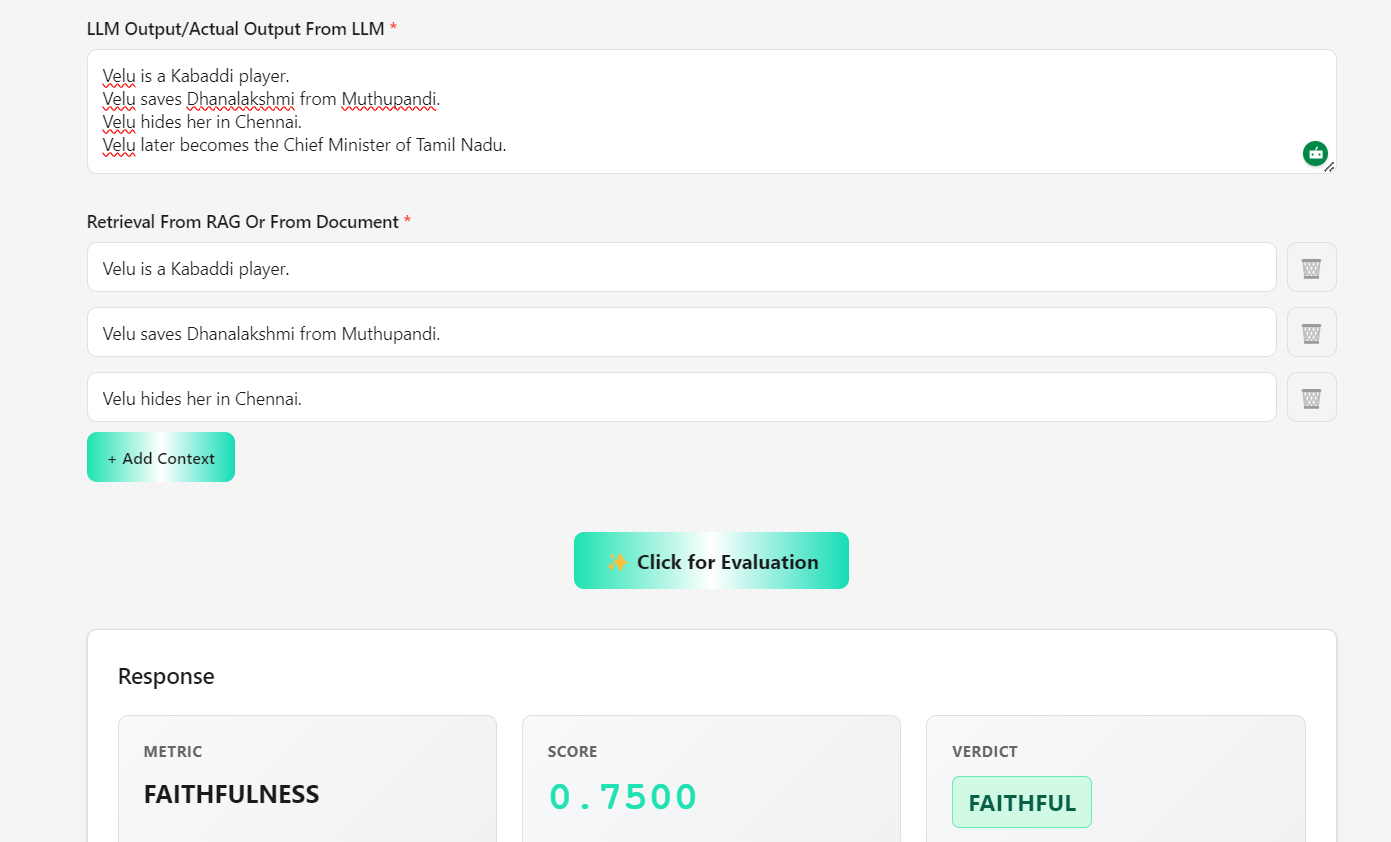 LLM Output/Actual Output From LLM *
Velu is a Kabaddi player.
Velu saves Dhanalakshmi from Muthupandi.
Velu hides her in Chennai.
Velu later becomes the Chief Minister of Tamil Nadu.
Retrieval From RAG Or From Document *
Velu is a Kabaddi player.
Velu saves Dhanalakshmi from Muthupandi.
Velu hides her in Chennai.
+ Add Context
✨ Click for Evaluation
Response
METRIC
FAITHFULNESS
SCORE
0.7500
VERDICT
FAITHFUL